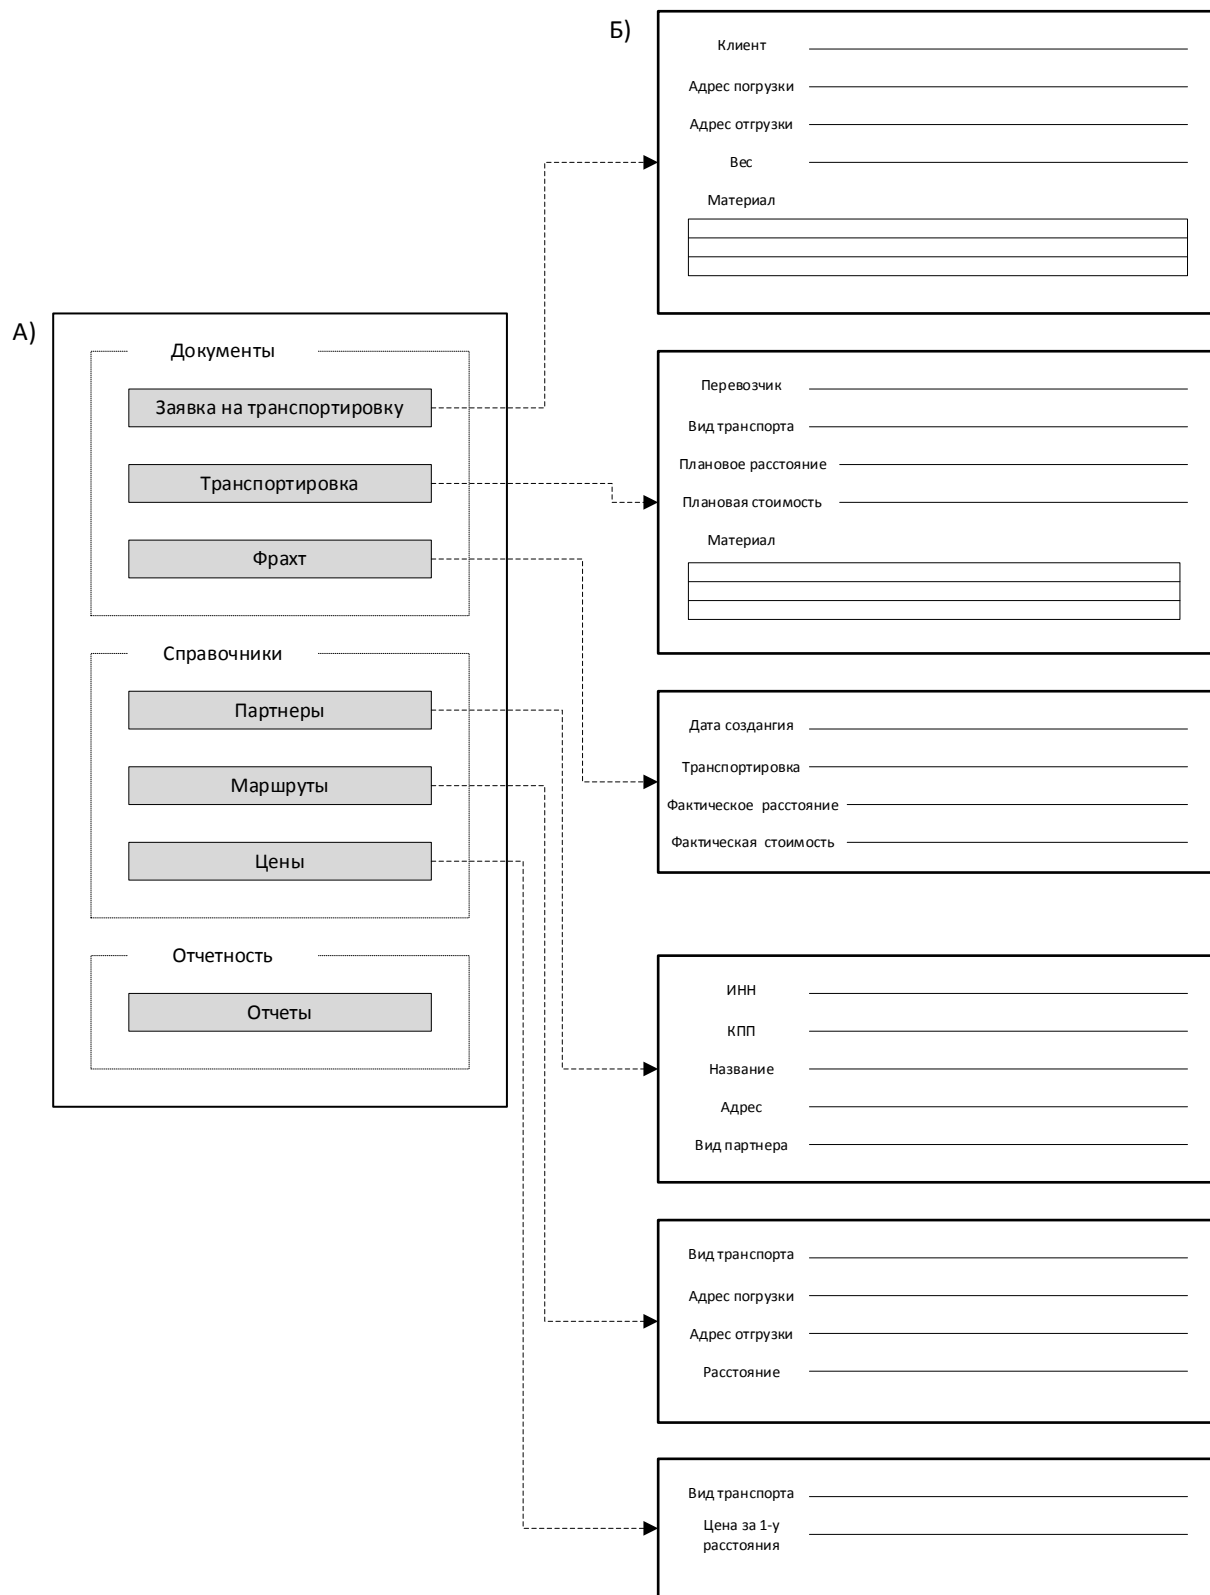 А)
Документы
Заявка на транспортировку
Транспортировка
Фрахт
Справочники
Партнеры
Маршруты
Цены
Отчетность
Отчеты
Б)
Клиент
Адрес погрузки
Адрес отгрузки
Вес
Материал
Перевозчик
Вид транспорта
Плановое расстояние
Плановая стоимость
Материал
Дата создангия
Транспортировка
Фактическое расстояние
Фактическая стоимость
ИНН
КПП
Название
Адрес
Вид партнера
Вид транспорта
Адрес погрузки
Адрес отгрузки
Расстояние
Вид транспорта
Цена за 1-у
расстояния